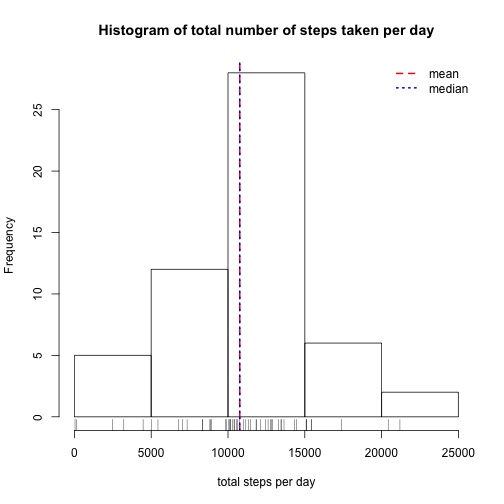 Histogram of total number of steps taken per day
mean
median
Frequency
25
20
15
10
5
0
0 5000 10000 15000 20000 25000
total steps per day